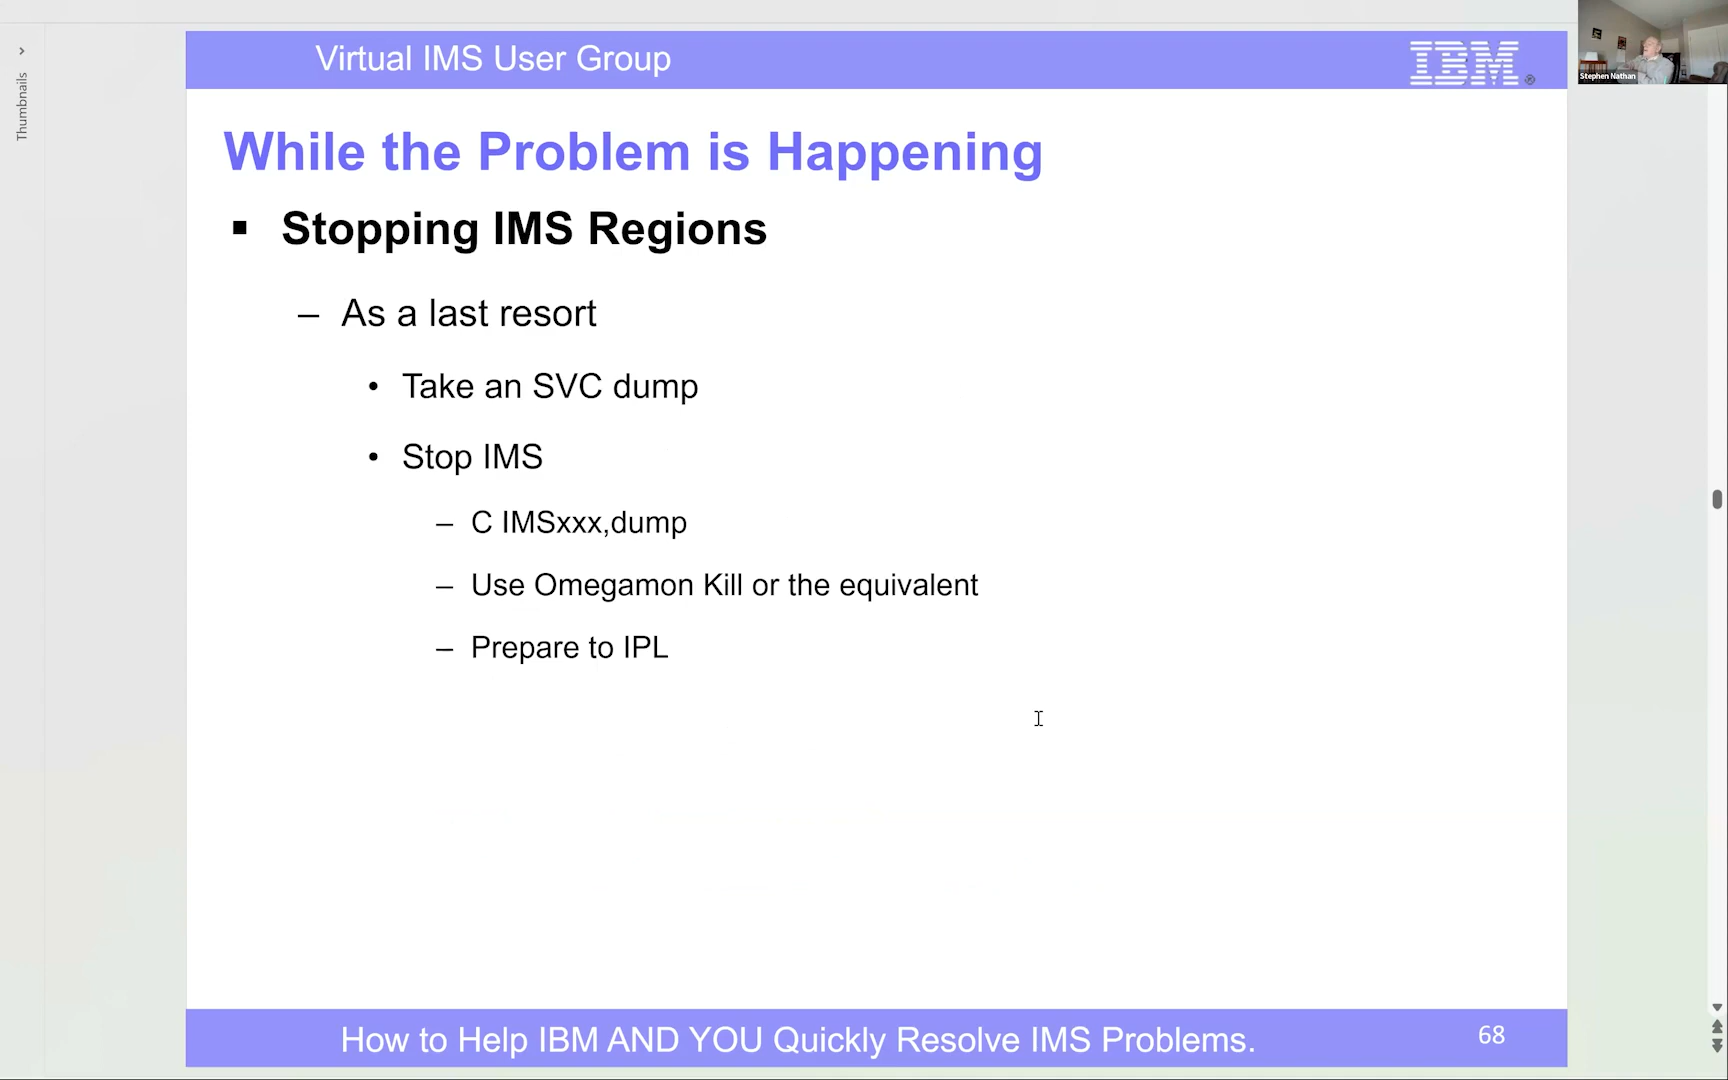 Thumbnails
Virtual IMS User Group
IBM®
Stephen Nathan
While the Problem is Happening
▪ Stopping IMS Regions
– As a last resort
• Take an SVC dump
• Stop IMS
– C IMSxxx,dump
– Use Omegamon Kill or the equivalent
– Prepare to IPL
How to Help IBM AND YOU Quickly Resolve IMS Problems.
68